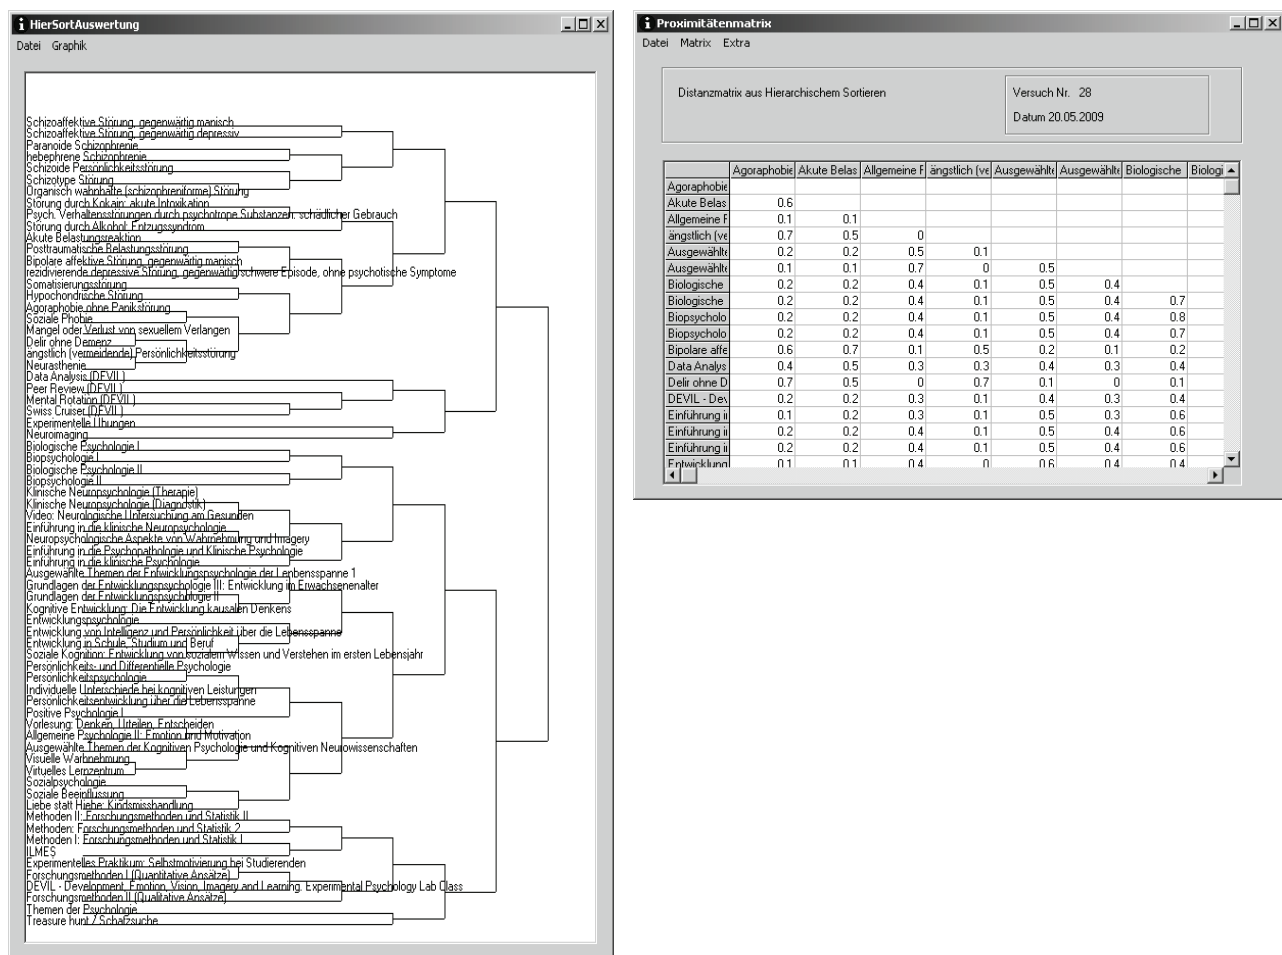 HierSortAuswertung
Datei Graphik
Schizoaffektive Störung, gegenwärtig manisch
Schizoaffektive Störung, gegenwärtig depressiv
Paranoide Schizophrenie
hebephrene Schizophrenie
Schizoide Persönlichkeitsstörung
Schizotype Störung
Organisch wahnhafte (schizophreniforme) Störung
Störung durch Kokain: akute Intoxikation
Psych. Verhaltensstörungen durch psychotrope Substanzen: schädlicher Gebrauch
Störung durch Alkohol: Entzugssyndrom
Akute Belastungsreaktion
Posttraumatische Belastungsstörung
Bipolare affektive Störung, gegenwärtig manisch
rezidivierende depressive Störung, gegenwärtig schwere Episode, ohne psychotische Symptome
Somatisierungsstörung
Hypochondrische Störung
Agoraphobie ohne Panikstörung
Soziale Phobie
Mangel oder Verlust von sexuellem Verlangen
Delir ohne Demenz
ängstlich (vermeidende) Persönlichkeitsstörung
Neurasthenie
Data Analysis (DEVIL)
Peer Review (DEVIL)
Mental Rotation (DEVIL)
Swiss Cruiser (DEVIL)
Experimentelle Übungen
Neuroimaging
Biologische Psychologie I
Biopsychologie I
Biologische Psychologie II
Biopsychologie II
Klinische Neuropsychologie (Therapie)
Klinische Neuropsychologie (Diagnostik)
Video: Neurologische Untersuchung am Gesunden
Einführung in die klinische Neuropsychologie
Neuropsychologische Aspekte von Wahrnehmung und Imagery
Einführung in die Psychopathologie und Klinische Psychologie
Einführung in die klinische Psychologie
Ausgewählte Themen der Entwicklungspsychologie der Lenbensspanne 1
Grundlagen der Entwicklungspsychologie III: Entwicklung im Erwachsenenalter
Grundlagen der Entwicklungspsychologie II
Kognitive Entwicklung: Die Entwicklung kausalen Denkens
Entwicklungspsychologie
Entwicklung von Intelligenz und Persönlichkeit über die Lebensspanne
Entwicklung in Schule, Studium und Beruf
Soziale Kognition: Entwicklung von sozialem Wissen und Verstehen im ersten Lebensjahr
Persönlichkeits- und Differentielle Psychologie
Persönlichkeitspsychologie
Individuelle Unterschiede bei kognitiven Leistungen
Persönlichkeitsentwicklung über die Lebensspanne
Positive Psychologie I
Vorlesung: Denken, Urteilen, Entscheiden
Allgemeine Psychologie II: Emotion und Motivation
Ausgewählte Themen der Kognitiven Psychologie und Kognitiven Neurowissenschaften
Visuelle Warhnehmung
Virtuelles Lernzentrum
Sozialpsychologie
Soziale Beeinflussung
Liebe statt Hiebe: Kindsmisshandlung
Methoden II: Forschungsmethoden und Statistik II
Methoden: Forschungsmethoden und Statistik 2
Methoden I: Forschungsmethoden und Statistik I
ILMES
Experimentelles Praktikum: Selbstmotivierung bei Studierenden
Forschungsmethoden I (Quantitative Ansätze)
DEVIL - Development, Emotion, Vision, Imagery and Learning. Experimental Psychology Lab Class
Forschungsmethoden II (Qualitative Ansätze)
Themen der Psychologie
Treasure hunt / Schatzsuche
Proximitätenmatrix
Datei Matrix Extra
Distanzmatrix aus Hierarchischem Sortieren
Versuch Nr. 28
Datum 20.05.2009
Agoraphobie Akute Belas Allgemeine F ängstlich (ve Ausgewählte Ausgewählte Biologische Biologi
Agoraphobie
Akute Belas 0.6
Allgemeine F 0.1 0.1
ängstlich (ve 0.7 0.5 0
Ausgewählte 0.2 0.2 0.5 0.1
Ausgewählte 0.1 0.1 0.7 0 0.5
Biologische 0.2 0.2 0.4 0.1 0.5 0.4
Biologische 0.2 0.2 0.4 0.1 0.5 0.4 0.7
Biopsycholo 0.2 0.2 0.4 0.1 0.5 0.4 0.8
Biopsycholo 0.2 0.2 0.4 0.1 0.5 0.4 0.7
Bipolare affe 0.6 0.7 0.1 0.5 0.2 0.1 0.2
Data Analys 0.4 0.5 0.3 0.3 0.4 0.3 0.4
Delir ohne D 0.7 0.5 0 0.7 0.1 0 0.1
DEVIL - Dev 0.2 0.2 0.3 0.1 0.4 0.3 0.4
Einführung ii 0.1 0.2 0.3 0.1 0.5 0.3 0.6
Einführung ii 0.2 0.2 0.4 0.1 0.5 0.4 0.6
Einführung ii 0.2 0.2 0.4 0.1 0.5 0.4 0.6
Entwicklung 0.1 0.1 0.4 0 0.6 0.4 0.4